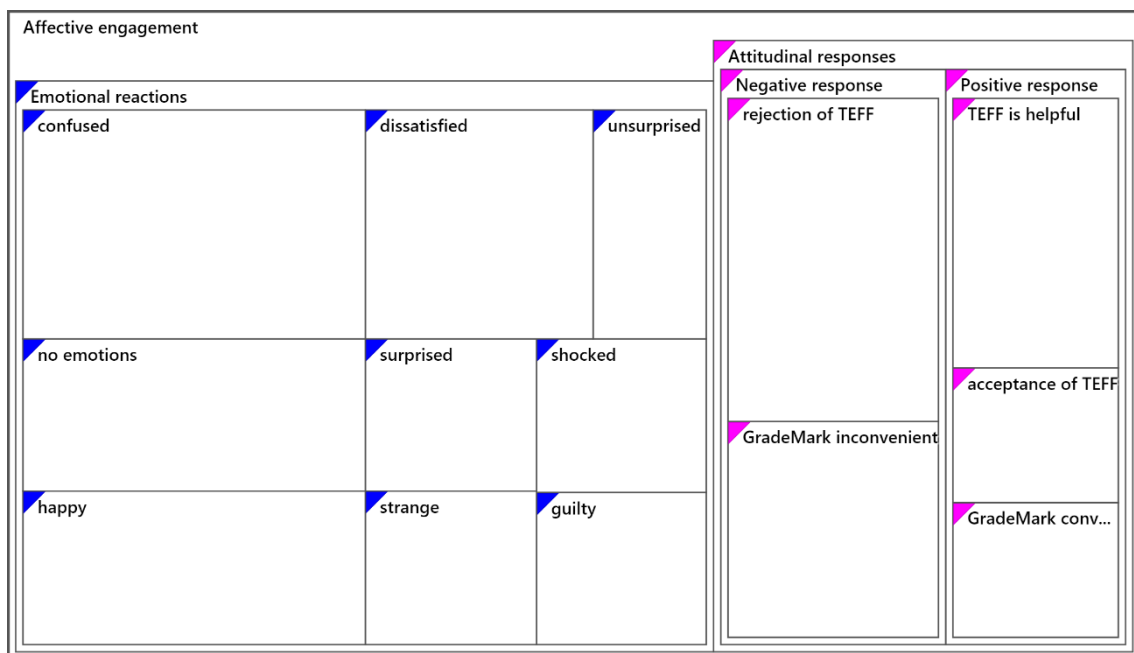 Affective engagement
Emotional reactions
confused
dissatisfied
unsurprised
no emotions
surprised
shocked
happy
strange
guilty
Attitudinal responses
Negative response
rejection of TEFF
GradeMark inconvenient
Positive response
TEFF is helpful
acceptance of TEFF
GradeMark conv...